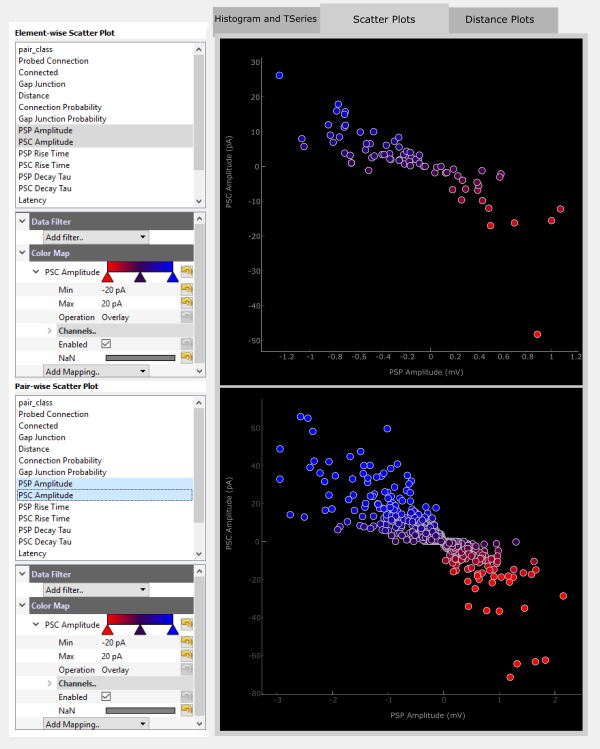 Histogram and TSeries
Scatter Plots
Distance Plots
Element-wise Scatter Plot
pair_class
Probed Connection
Connected
Gap Junction
Distance
Connection Probability
Gap Junction Probability
PSP Amplitude
PSC Amplitude
PSP Rise Time
PSC Rise Time
PSP Decay Tau
PSC Decay Tau
Latency
Data Filter
Add filter..
Color Map
PSC Amplitude
Min -20 pA
Max 20 pA
Operation Overlay
Channels..
Enabled
NaN
Add Mapping..
30
20
10
0
-10
-20
-30
-40
-50
PSC Amplitude (pA)
-1.2 -1 -0.8 -0.6 -0.4 -0.2 0 0.2 0.4 0.6 0.8 1 1.2
PSP Amplitude (mV)
Pair-wise Scatter Plot
pair_class
Probed Connection
Connected
Gap Junction
Distance
Connection Probability
Gap Junction Probability
PSP Amplitude
PSC Amplitude
PSP Rise Time
PSC Rise Time
PSP Decay Tau
PSC Decay Tau
Latency
Data Filter
Add filter..
Color Map
PSC Amplitude
Min -20 pA
Max 20 pA
Operation Overlay
Channels..
Enabled
NaN
Add Mapping..
60
40
20
0
-20
-40
-60
-80
PSC Amplitude (pA)
-3 -2 -1 0 1 2
PSP Amplitude (mV)